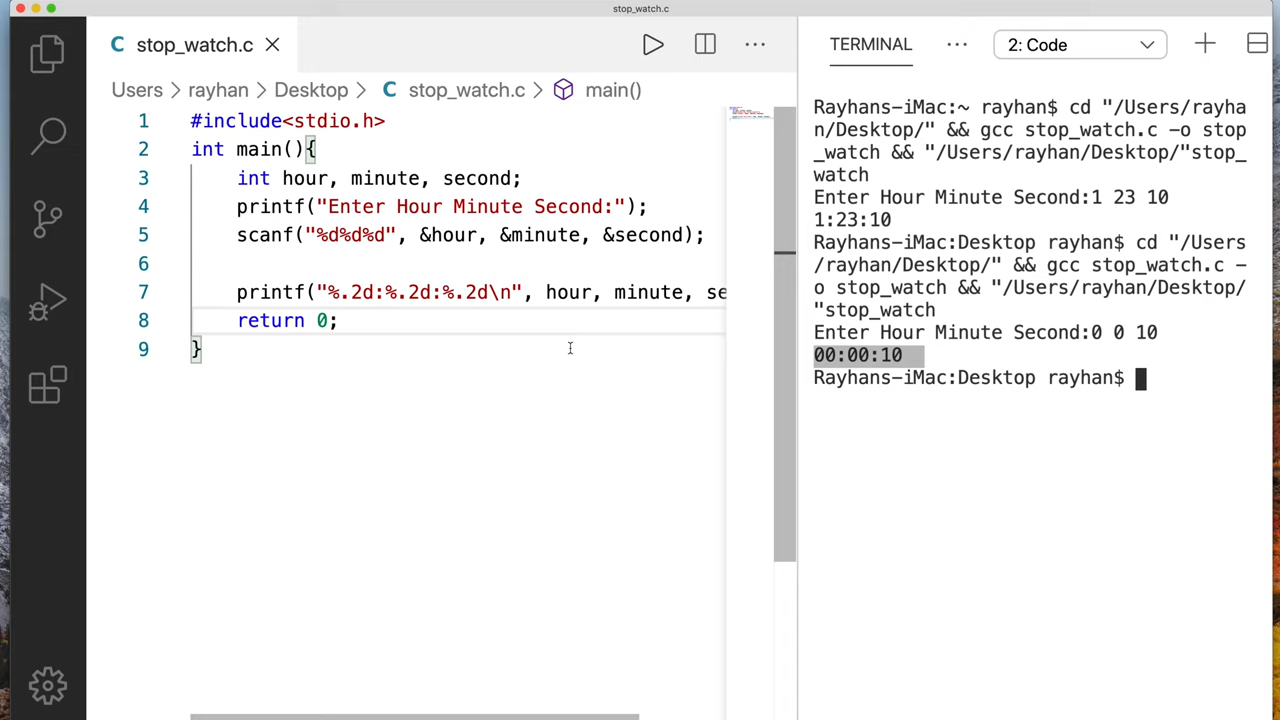 stop_watch.c
C stop_watch.c
Users > rayhan > Desktop > C stop_watch.c > main()
1 #include<stdio.h>
2 int main(){
3 int hour, minute, second;
4 printf("Enter Hour Minute Second:");
5 scanf("%d%d%d", &hour, &minute, &second);
6
7 printf("%.2d:%.2d:%.2d\n", hour, minute, se
8 return 0;
9 }
TERMINAL ... 2: Code
Rayhans-iMac:~ rayhan$ cd "/Users/rayha
n/Desktop/" && gcc stop_watch.c -o stop
_watch && "/Users/rayhan/Desktop/"stop_
watch
Enter Hour Minute Second:1 23 10
1:23:10
Rayhans-iMac:Desktop rayhan$ cd "/Users
/rayhan/Desktop/" && gcc stop_watch.c -
o stop_watch && "/Users/rayhan/Desktop/
"stop_watch
Enter Hour Minute Second:0 0 10
00:00:10
Rayhans-iMac:Desktop rayhan$